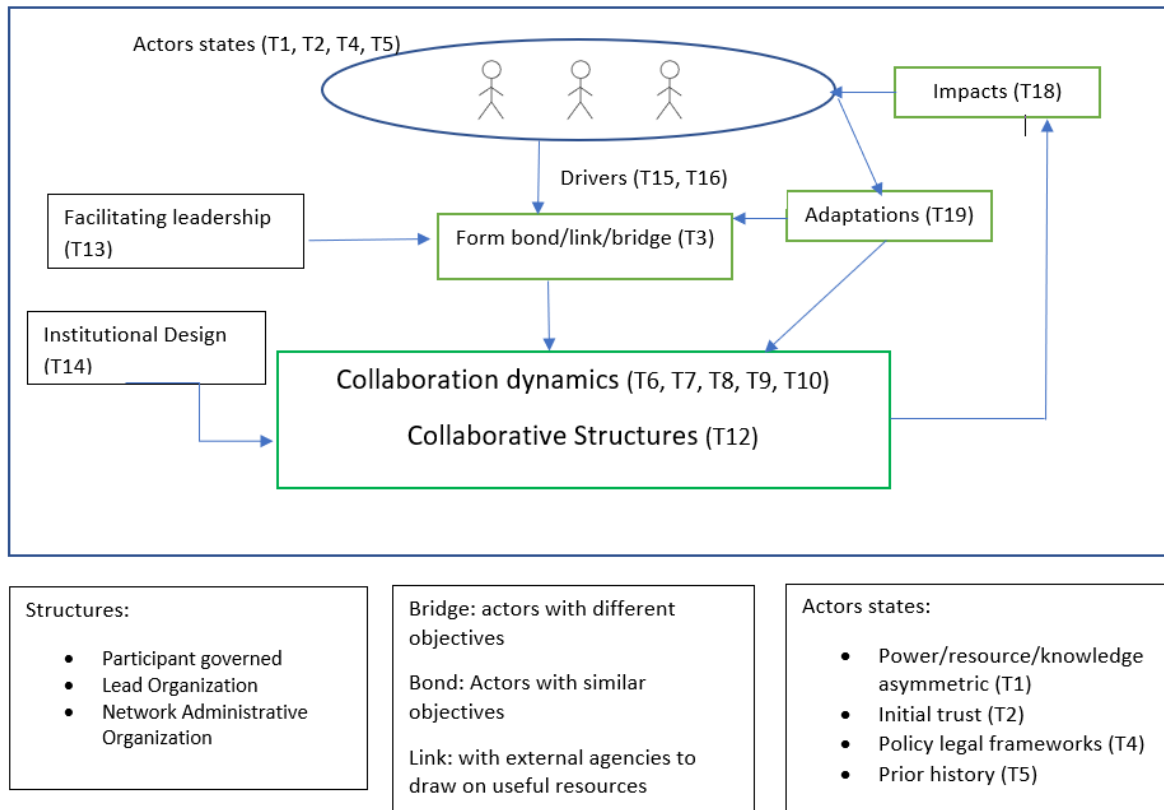 Actors states (T1, T2, T4, T5)
Impacts (T18)
Drivers (T15, T16)
Facilitating leadership
(T13)
Form bond/link/bridge (T3)
Adaptations (T19)
Institutional Design
(T14)
Collaboration dynamics (T6, T7, T8, T9, T10)
Collaborative Structures (T12)
Structures:
• Participant governed
• Lead Organization
• Network Administrative
Organization
Bridge: actors with different
objectives
Bond: Actors with similar
objectives
Link: with external agencies to
draw on useful resources
Actors states:
• Power/resource/knowledge
asymmetric (T1)
• Initial trust (T2)
• Policy legal frameworks (T4)
• Prior history (T5)